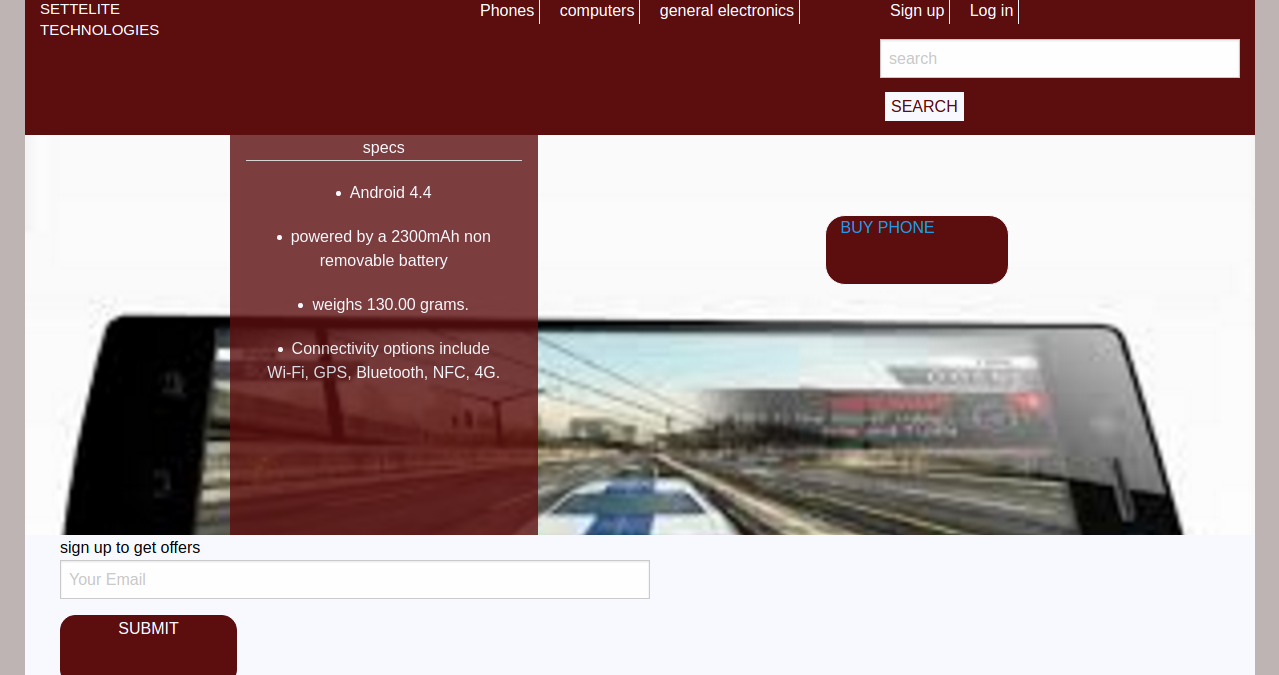 SETTELITE
TECHNOLOGIES
Phones
computers
general electronics
Sign up
Log in
search
SEARCH
specs
Android 4.4
powered by a 2300mAh non
removable battery
weighs 130.00 grams.
Connectivity options include
Wi-Fi, GPS, Bluetooth, NFC, 4G.
BUY PHONE
sign up to get offers
Your Email
SUBMIT